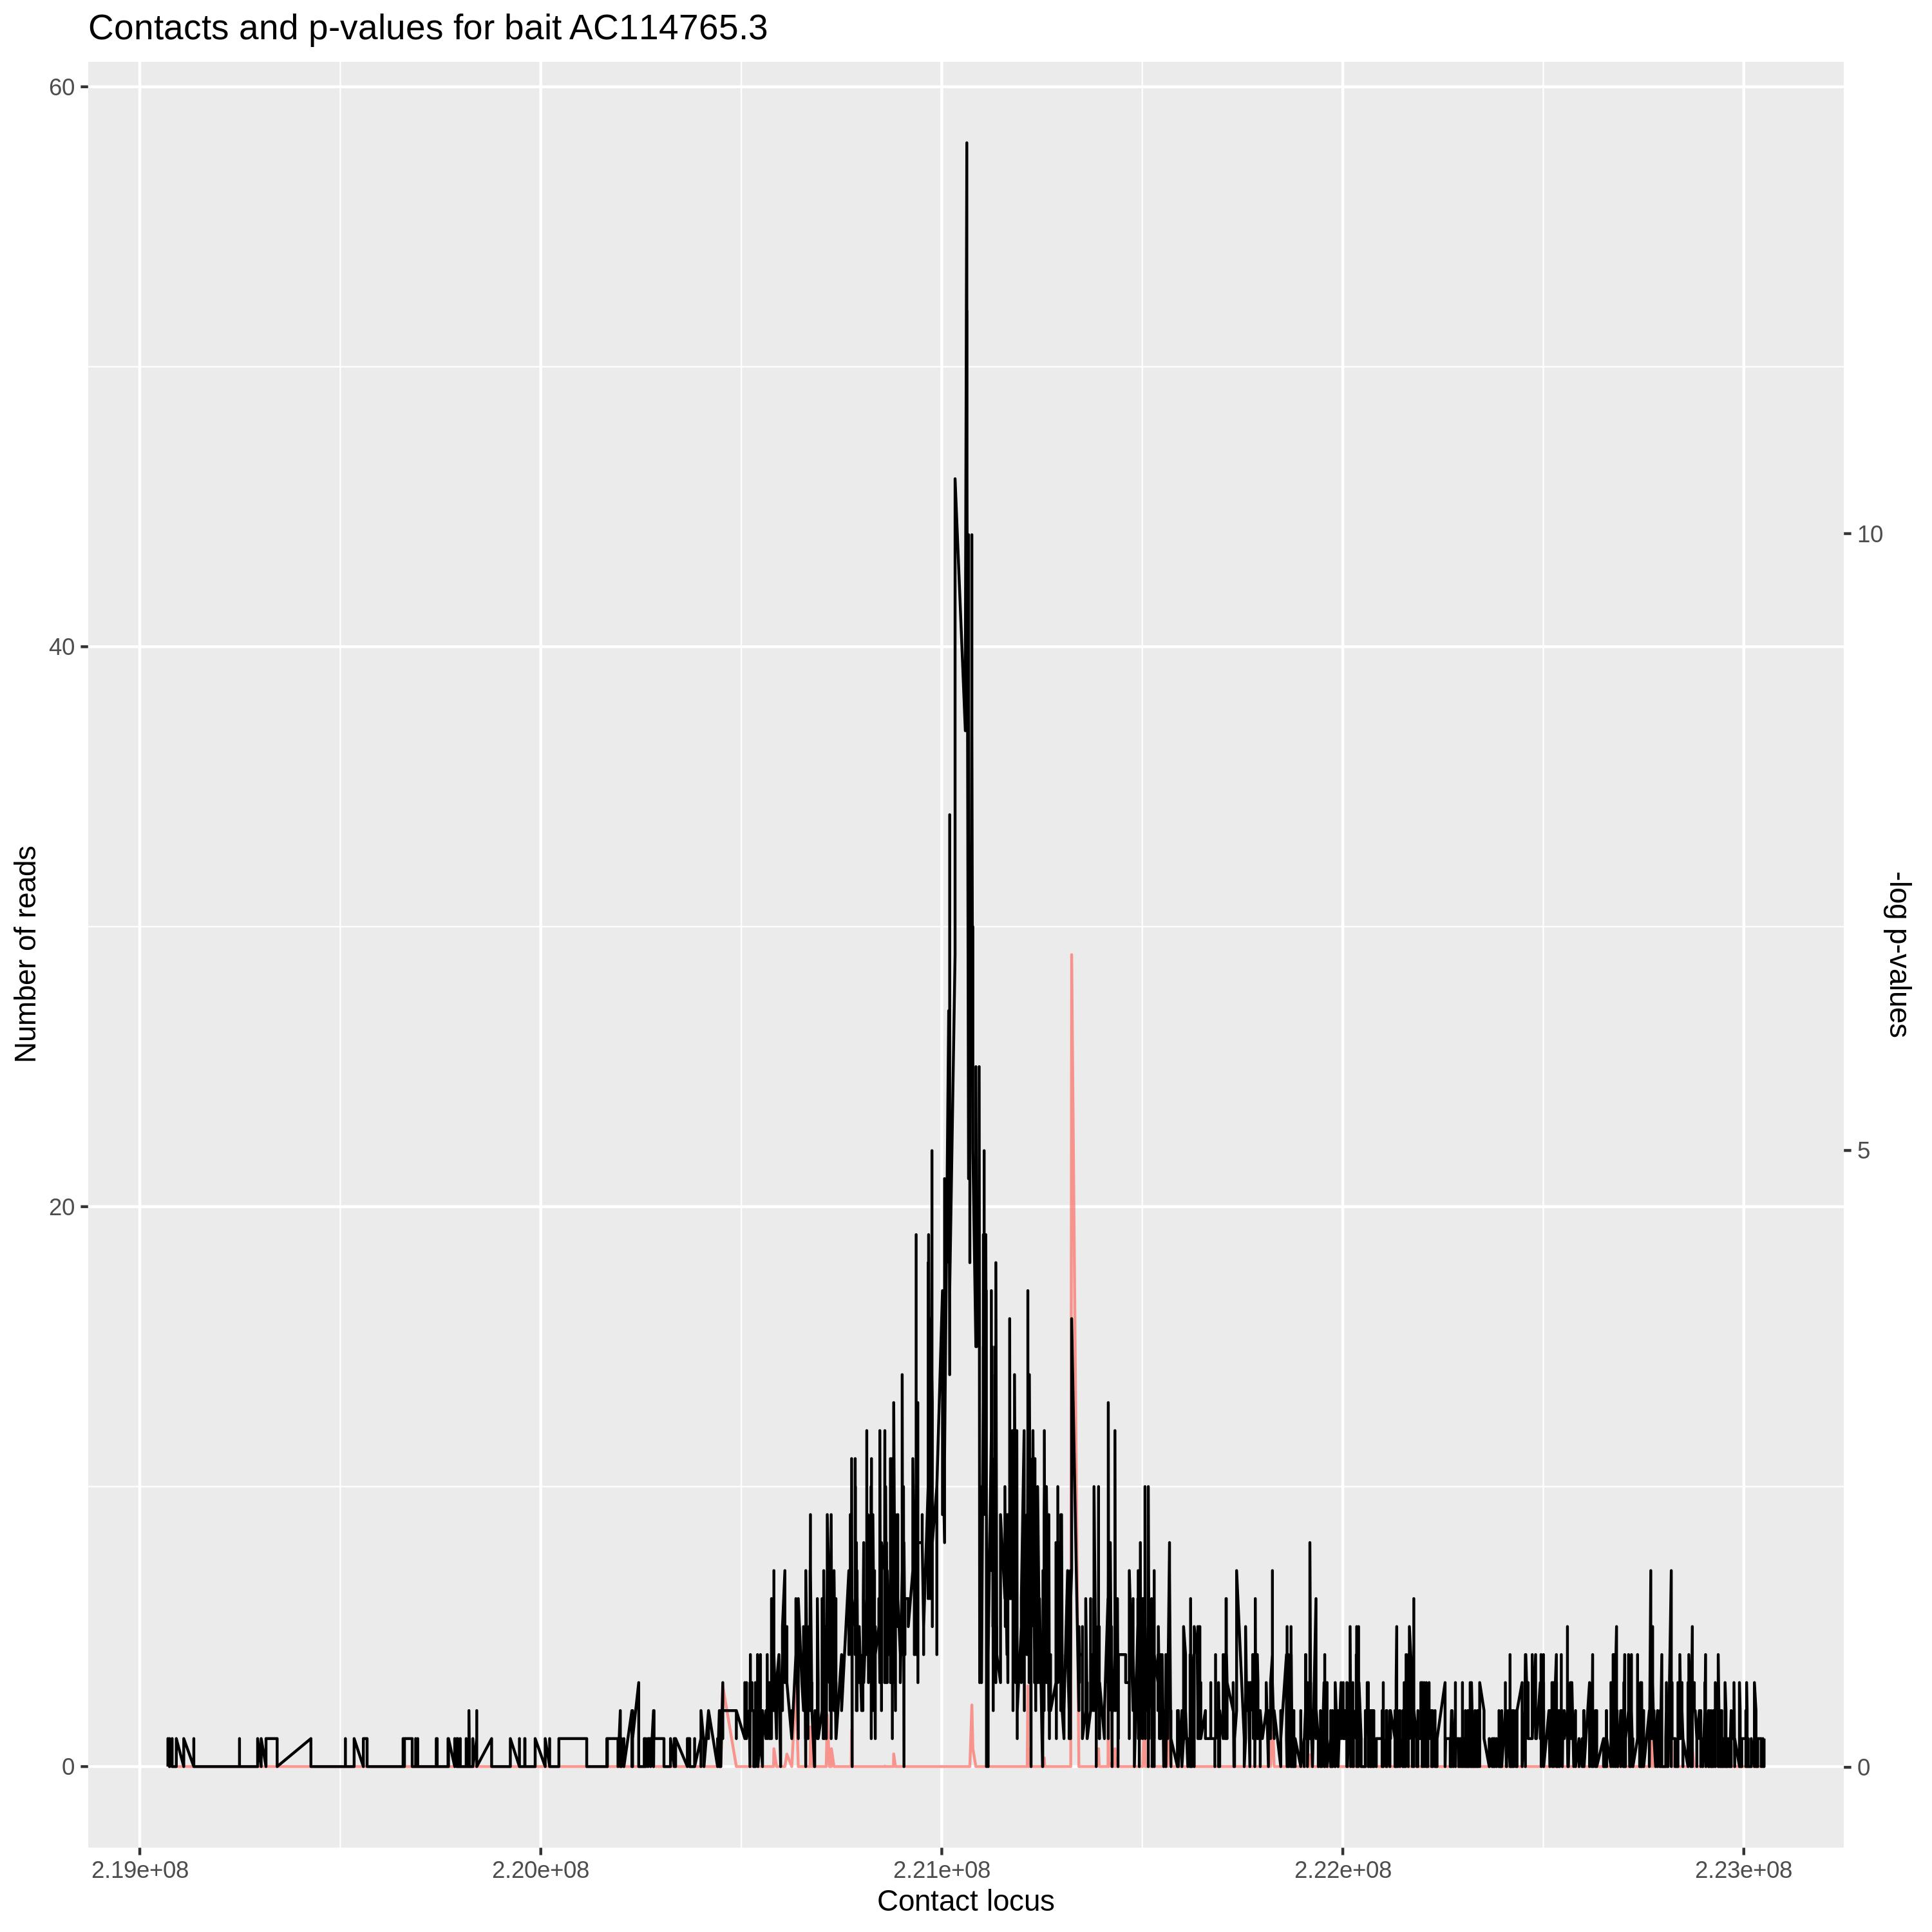 Contacts and p-values for bait AC114765.3
60
40
20
0
Number of reads
10
5
0
-log p-values
2.19e+08 2.20e+08 2.21e+08 2.22e+08 2.23e+08
Contact locus